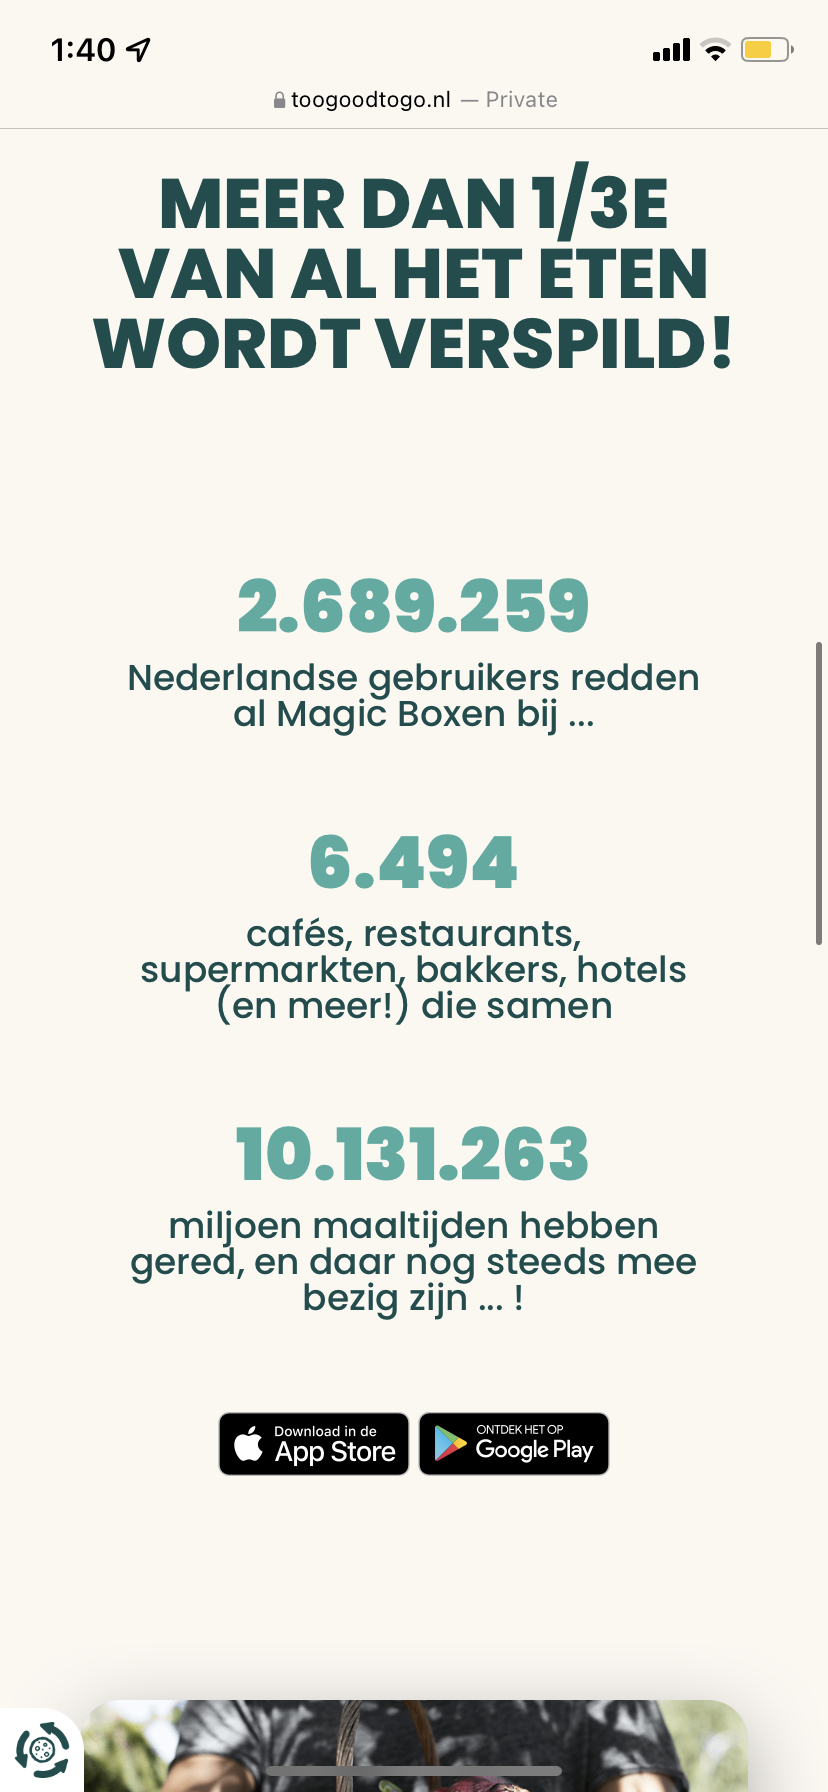 1:40
toogoodtogo.nl — Private
MEER DAN 1/3E
VAN AL HET ETEN
WORDT VERSPILD!
2.689.259
Nederlandse gebruikers redden
al Magic Boxen bij ...
6.494
cafés, restaurants,
supermarkten, bakkers, hotels
(en meer!) die samen
10.131.263
miljoen maaltijden hebben
gered, en daar nog steeds mee
bezig zijn ... !
Download in de
App Store
ONTDEK HET OP
Google Play